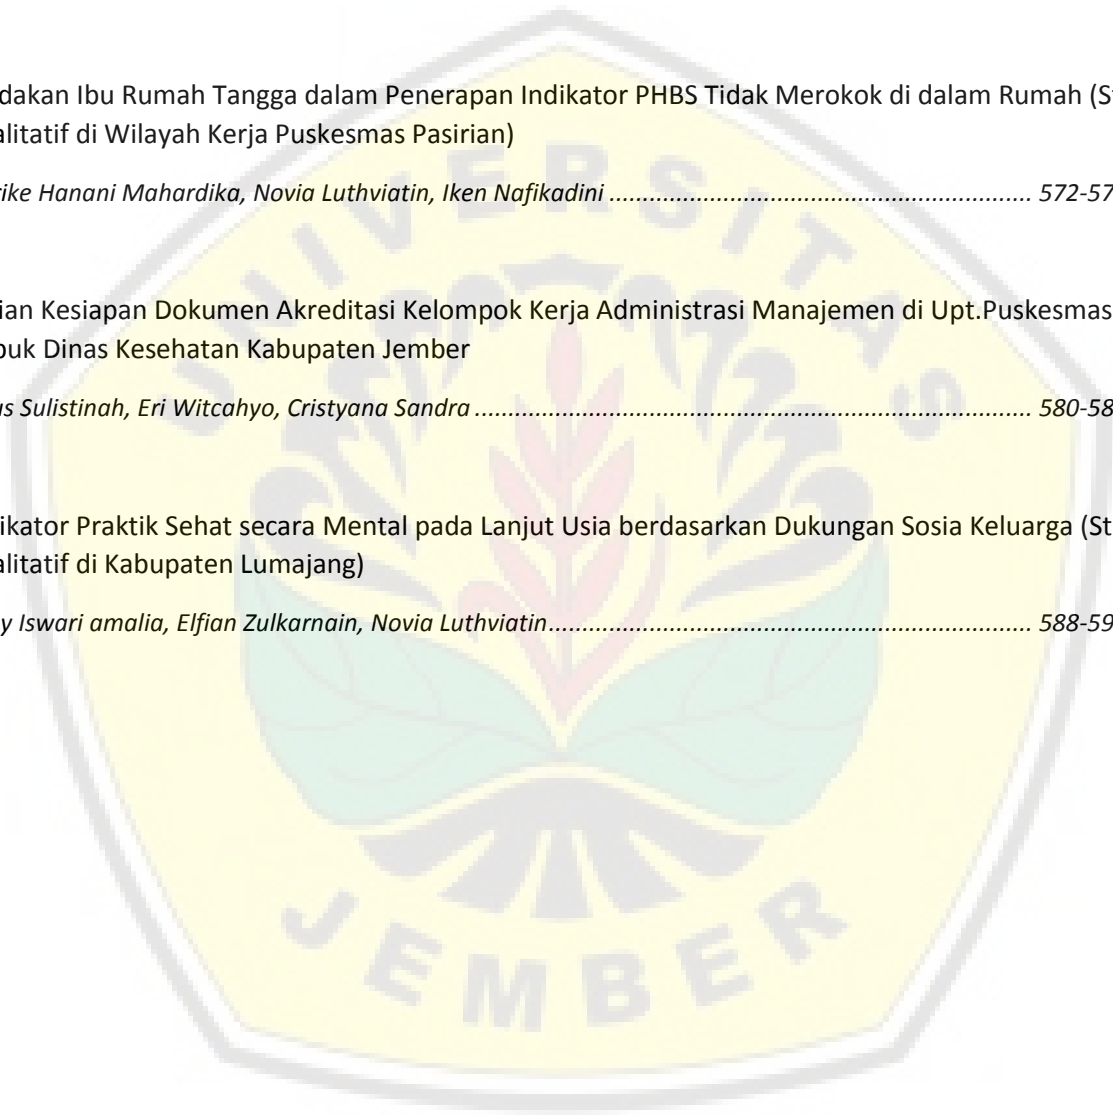 dakan Ibu Rumah Tangga dalam Penerapan Indikator PHBS Tidak Merokok di dalam Rumah (St
alitatif di Wilayah Kerja Puskesmas Pasirian)
rike Hanani Mahardika, Novia Luthviatin, Iken Nafikadini ........................................................................ 572-57
ian Kesiapan Dokumen Akreditasi Kelompok Kerja Administrasi Manajemen di Upt.Puskesmas
buk Dinas Kesehatan Kabupaten Jember
us Sulistinah, Eri Witcahyo, Cristyana Sandra ................................................................................................ 580-58
ikator Praktik Sehat secara Mental pada Lanjut Usia berdasarkan Dukungan Sosia Keluarga (St
alitatif di Kabupaten Lumajang)
y Iswari amalia, Elfian Zulkarnain, Novia Luthviatin................................................................................... 588-59
UNIVERSITAS
JEMBER